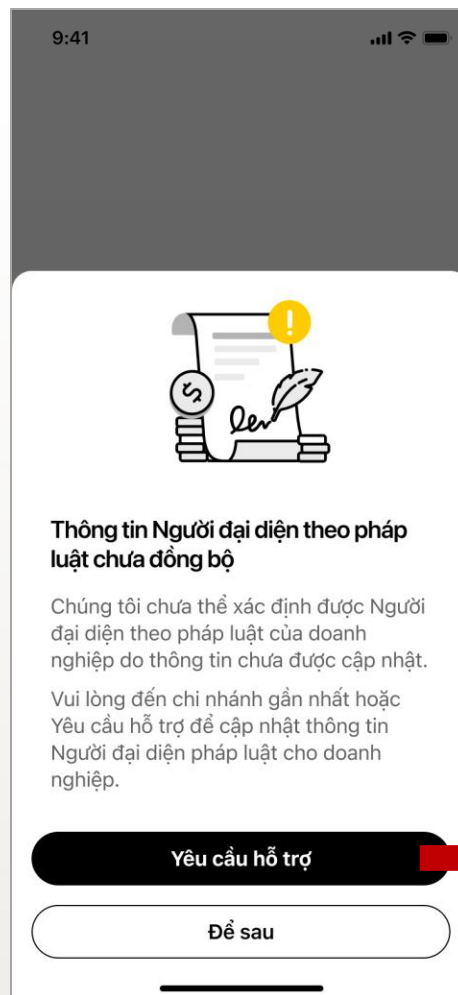 9:41
Thông tin Người đại diện theo pháp
luật chưa đồng bộ
Chúng tôi chưa thể xác định được Người
đại diện theo pháp luật của doanh
nghiệp do thông tin chưa được cập nhật.
Vui lòng đến chi nhánh gần nhất hoặc
Yêu cầu hỗ trợ để cập nhật thông tin
Người đại diện pháp luật cho doanh
nghiệp.
Yêu cầu hỗ trợ
Để sau